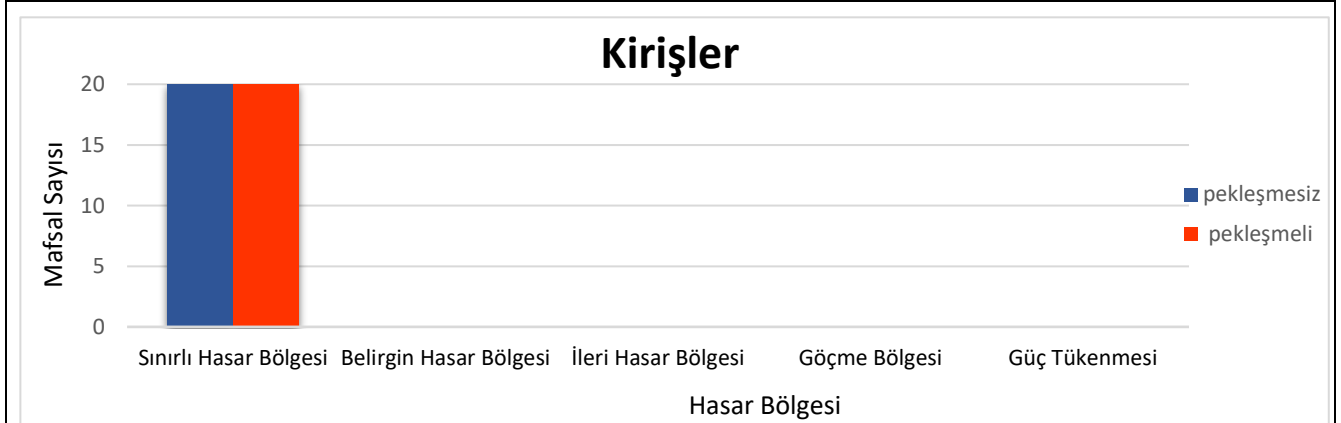 Kirişler
20
15
10
5
0
Mafsal Sayısı
Sınırlı Hasar Bölgesi Belirgin Hasar Bölgesi İleri Hasar Bölgesi Göçme Bölgesi Güç Tükenmesi
Hasar Bölgesi
pekleşmesiz
pekleşmeli